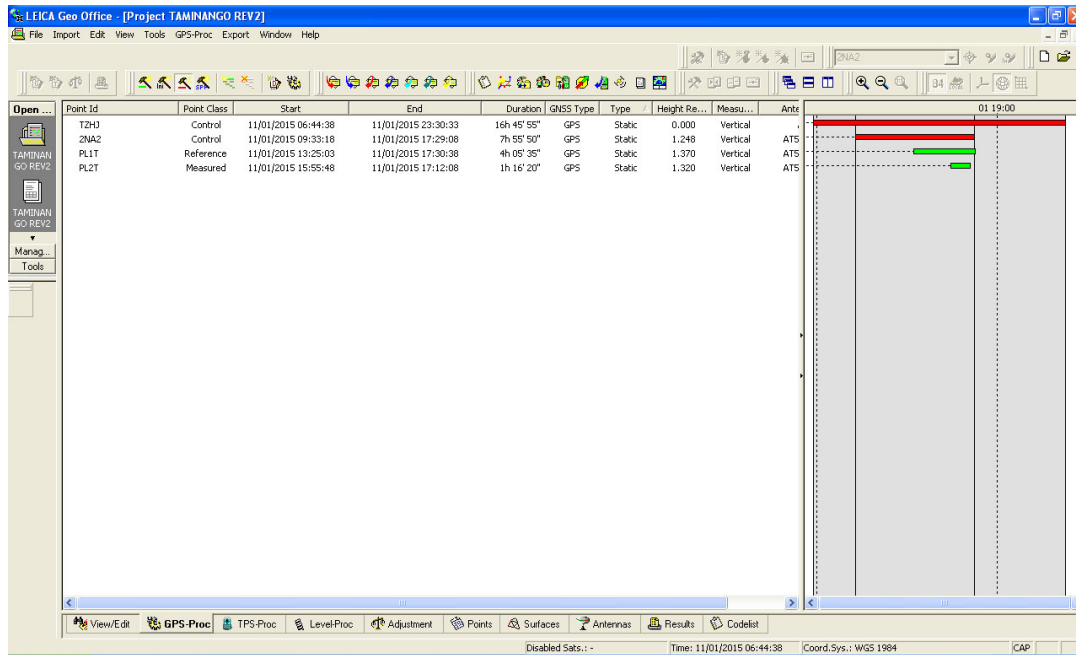 LEICA Geo Office - [Project TAMINANGO REV2]
File Import Edit View Tools GPS-Proc Export Window Help
2NA2
Open ...
TAMINAN
GO REV2
TAMINAN
GO REV2
Manag...
Tools
Point Id Point Class Start End Duration GNSS Type Type Height Re... Measu... Ante
TZHJ Control 11/01/2015 06:44:38 11/01/2015 23:30:33 16h 45' 55" GPS Static 0.000 Vertical
2NA2 Control 11/01/2015 09:33:18 11/01/2015 17:29:08 7h 55' 50" GPS Static 1.248 Vertical AT5
PL1T Reference 11/01/2015 13:25:03 11/01/2015 17:30:38 4h 05' 35" GPS Static 1.370 Vertical AT5
PL2T Measured 11/01/2015 15:55:48 11/01/2015 17:12:08 1h 16' 20" GPS Static 1.320 Vertical AT5
01 19:00
View/Edit GPS-Proc TPS-Proc Level-Proc Adjustment Points Surfaces Antennas Results Codelist
Disabled Sats.: - Time: 11/01/2015 06:44:38 Coord.Sys.: WGS 1984 CAP